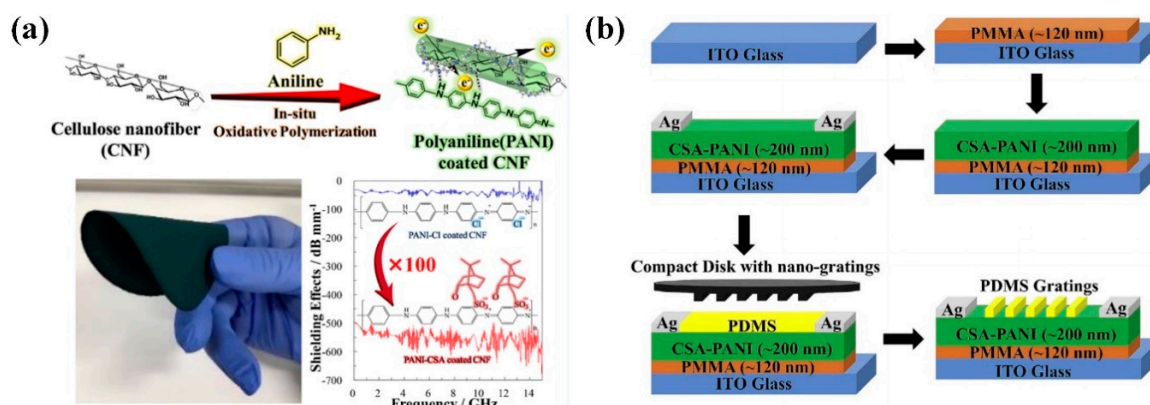 (a)
NH₂
Aniline
In-situ
Oxidative Polymerization
Cellulose nanofiber
(CNF)
e⁻
e⁻
e⁻
Polyaniline(PANI)
coated CNF
Shielding Effects / dB mm⁻¹
0
-100
-200
-300
-400
-500
-600
-700
PANI-Cl coated CNF
×100
PANI-CSA coated CNF
0 2 4 6 8 10 12 14
Frequency / GHz
(b)
ITO Glass
PMMA (~120 nm)
ITO Glass
Ag
Ag
CSA-PANI (~200 nm)
PMMA (~120 nm)
ITO Glass
CSA-PANI (~200 nm)
PMMA (~120 nm)
ITO Glass
Compact Disk with nano-gratings
Ag
PDMS
Ag
CSA-PANI (~200 nm)
PMMA (~120 nm)
ITO Glass
PDMS Gratings
Ag
Ag
CSA-PANI (~200 nm)
PMMA (~120 nm)
ITO Glass